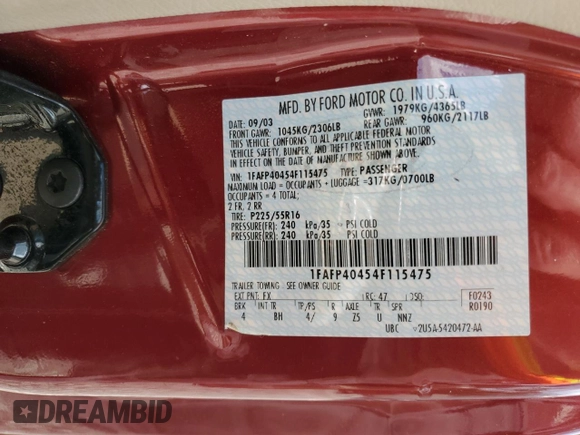 MFD. BY FORD MOTOR CO. IN U.S.A.
DATE: 09/03 GVWR: 1979KG/4365LB
FRONT GAWR: 1045KG/2306LB REAR GAWR: 960KG/2117LB
THIS VEHICLE CONFORMS TO ALL APPLICABLE FEDERAL MOTOR
VEHICLE SAFETY, BUMPER, AND THEFT PREVENTION STANDARDS
IN EFFECT ON THE DATE OF MANUFACTURE SHOWN ABOVE.
VIN: 1FAFP40454F115475 TYPE: PASSENGER
MAXIMUM LOAD = OCCUPANTS + LUGGAGE = 317KG/0700LB
OCCUPANTS = 4 TOTAL:
2 FR, 2 RR
TIRE: P225/55R16
PRESSURE(FR): 240 kPa/35 PSI COLD
PRESSURE(RR): 240 kPa/35 PSI COLD
1FAFP40454F115475
TRAILER TOWING - SEE OWNER GUIDE
EXT PNT: FX RC: 47 DSO: F0243
BRK INT TR TP/PS R AXLE TR SPR R0190
4 BH 4/ 9 Z5 U NNZ
UBC 2U5A-5420472-AA
DREAMBID